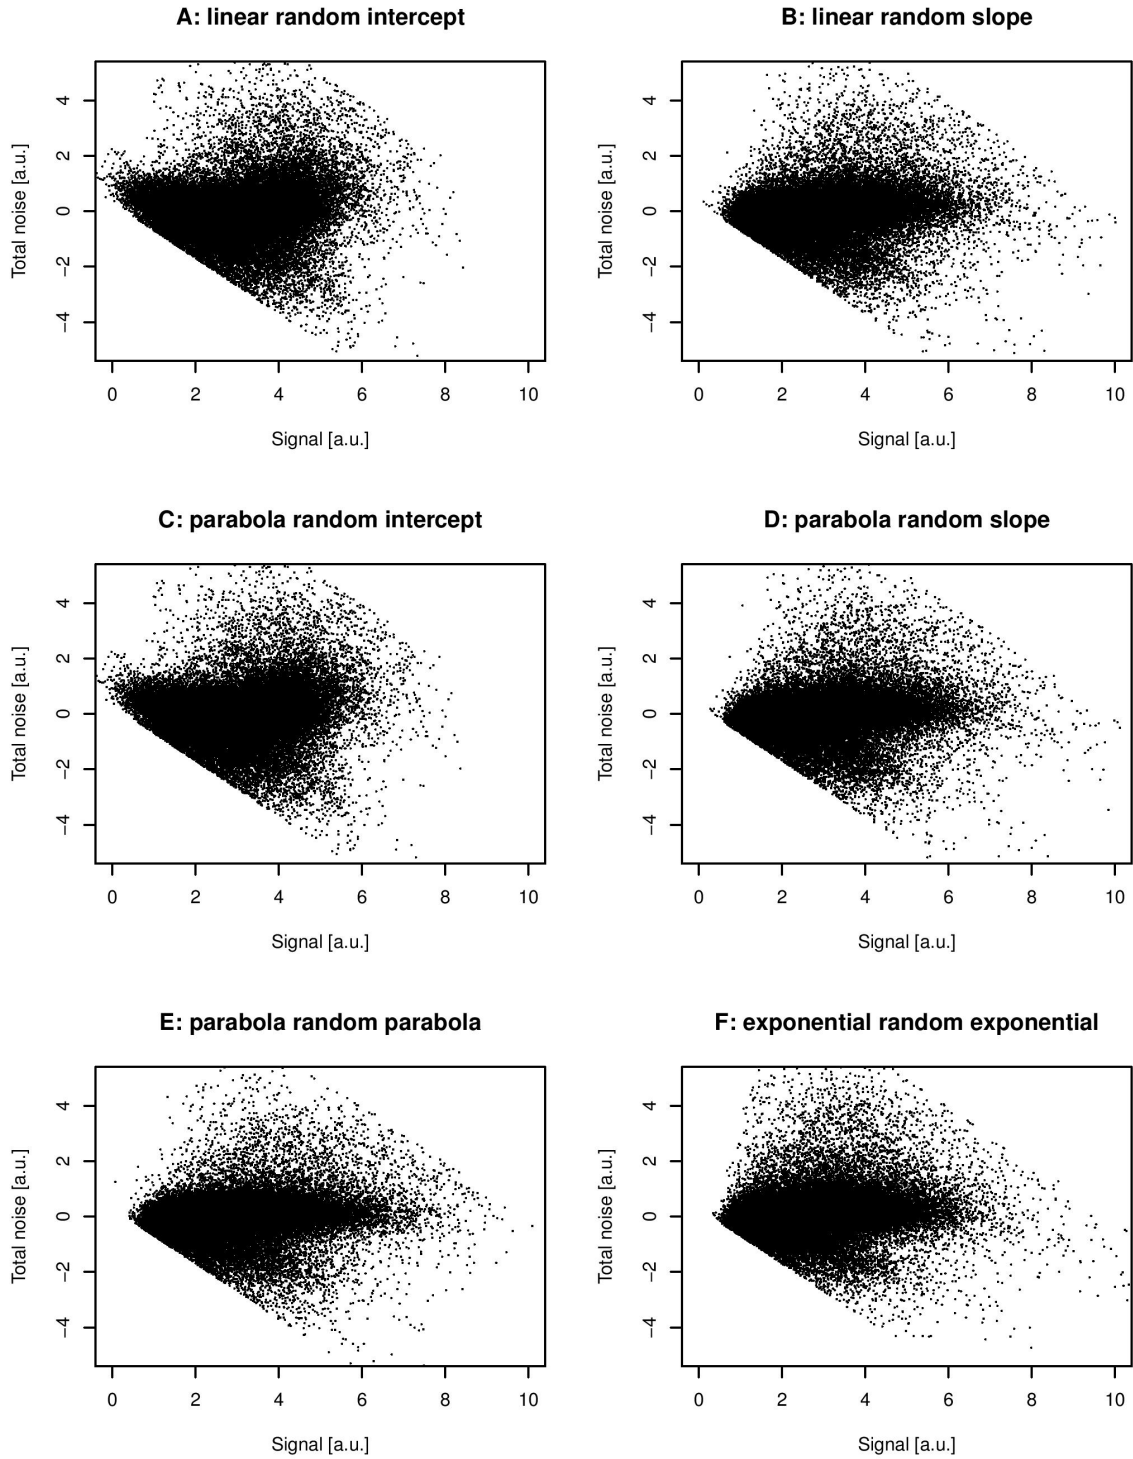 A: linear random intercept
Total noise [a.u.]
4
2
0
−2
−4
0 2 4 6 8 10
Signal [a.u.]
B: linear random slope
Total noise [a.u.]
4
2
0
−2
−4
0 2 4 6 8 10
Signal [a.u.]
C: parabola random intercept
Total noise [a.u.]
4
2
0
−2
−4
0 2 4 6 8 10
Signal [a.u.]
D: parabola random slope
Total noise [a.u.]
4
2
0
−2
−4
0 2 4 6 8 10
Signal [a.u.]
E: parabola random parabola
Total noise [a.u.]
4
2
0
−2
−4
0 2 4 6 8 10
Signal [a.u.]
F: exponential random exponential
Total noise [a.u.]
4
2
0
−2
−4
0 2 4 6 8 10
Signal [a.u.]